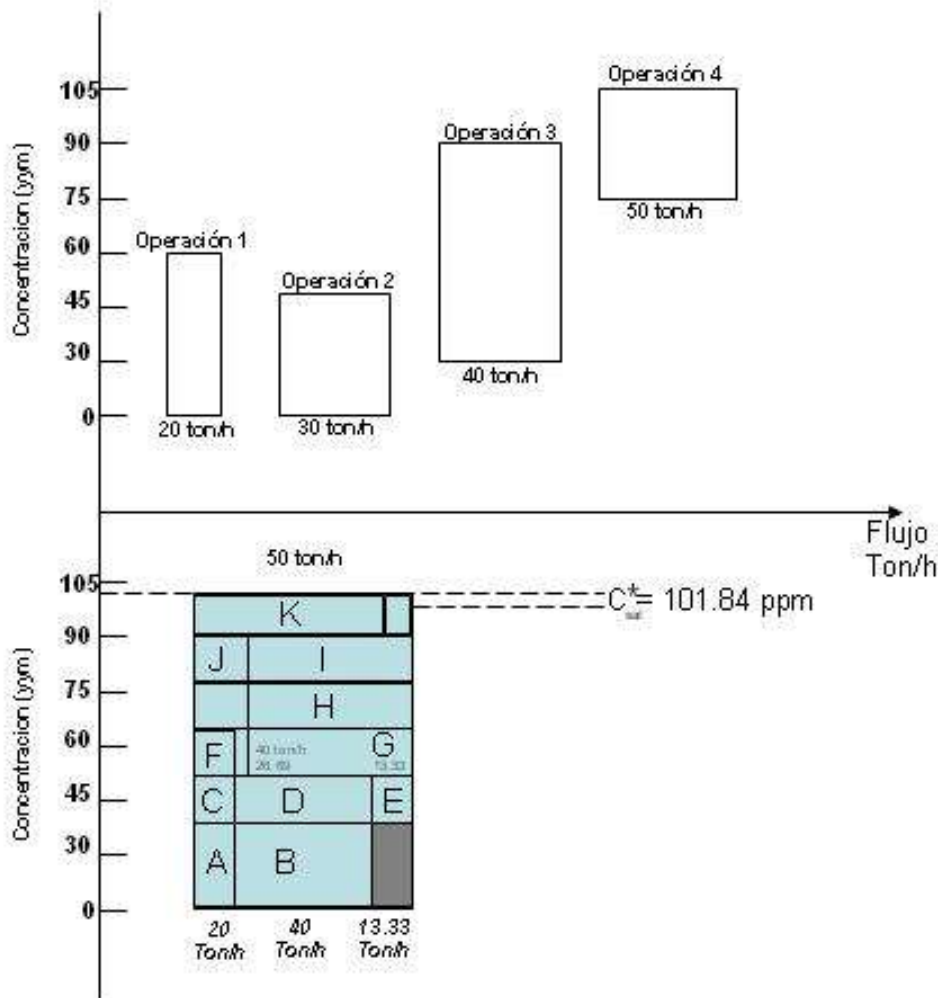 Operación 4
105
Operación 3
90
75
50 ton/h
Operación 1
60
Operación 2
45
30
40 ton/h
0
20 ton/h
30 ton/h
Concentracion (yym)
Flujo
Ton/h
50 ton/h
105
C* = 101.84 ppm
K
90
J I
75
H
60
F
40 ton/h
G
13.33
C D E
45
30
A B
0
Concentracion (yym)
20 40 13.33
Ton/h Ton/h Ton/h